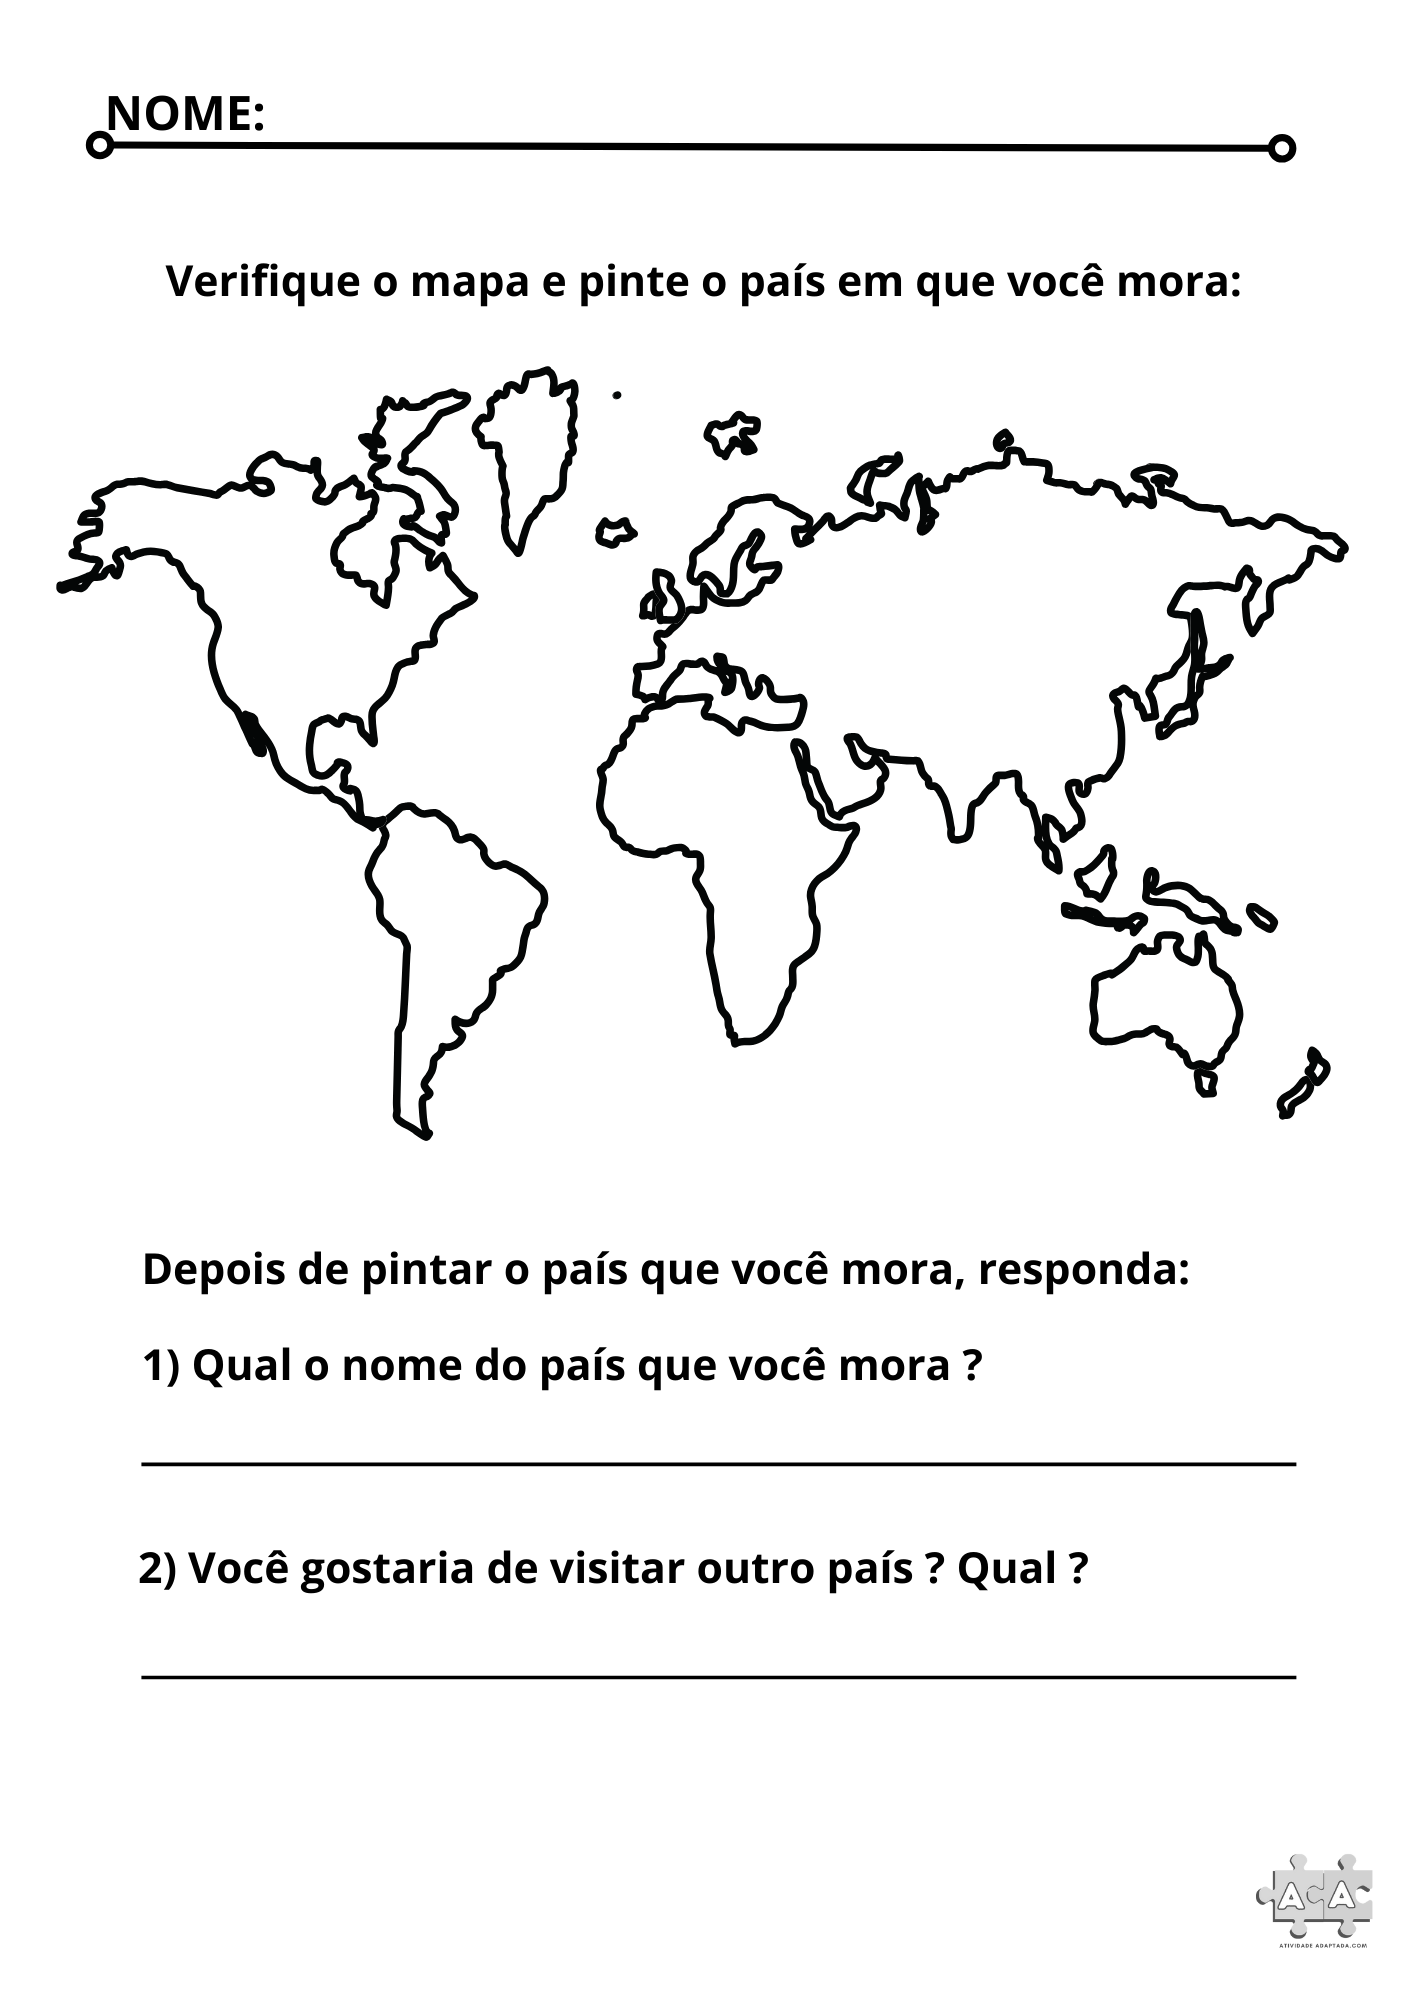 NOME:
Verifique o mapa e pinte o país em que você mora:
Depois de pintar o país que você mora, responda:
1) Qual o nome do país que você mora ?
2) Você gostaria de visitar outro país ? Qual ?
A A
ATIVIDADE ADAPTADA.COM